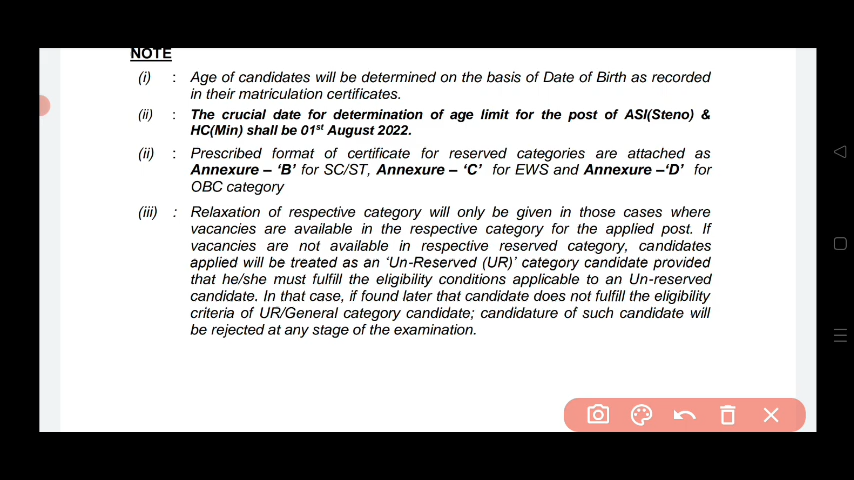 NOTE
(i) : Age of candidates will be determined on the basis of Date of Birth as recorded
in their matriculation certificates.
(ii) : The crucial date for determination of age limit for the post of ASI(Steno) &
HC(Min) shall be 01st August 2022.
(ii) : Prescribed format of certificate for reserved categories are attached as
Annexure – ‘B’ for SC/ST, Annexure – ‘C’ for EWS and Annexure –‘D’ for
OBC category
(iii) : Relaxation of respective category will only be given in those cases where
vacancies are available in the respective category for the applied post. If
vacancies are not available in respective reserved category, candidates
applied will be treated as an ‘Un-Reserved (UR)’ category candidate provided
that he/she must fulfill the eligibility conditions applicable to an Un-reserved
candidate. In that case, if found later that candidate does not fulfill the eligibility
criteria of UR/General category candidate; candidature of such candidate will
be rejected at any stage of the examination.